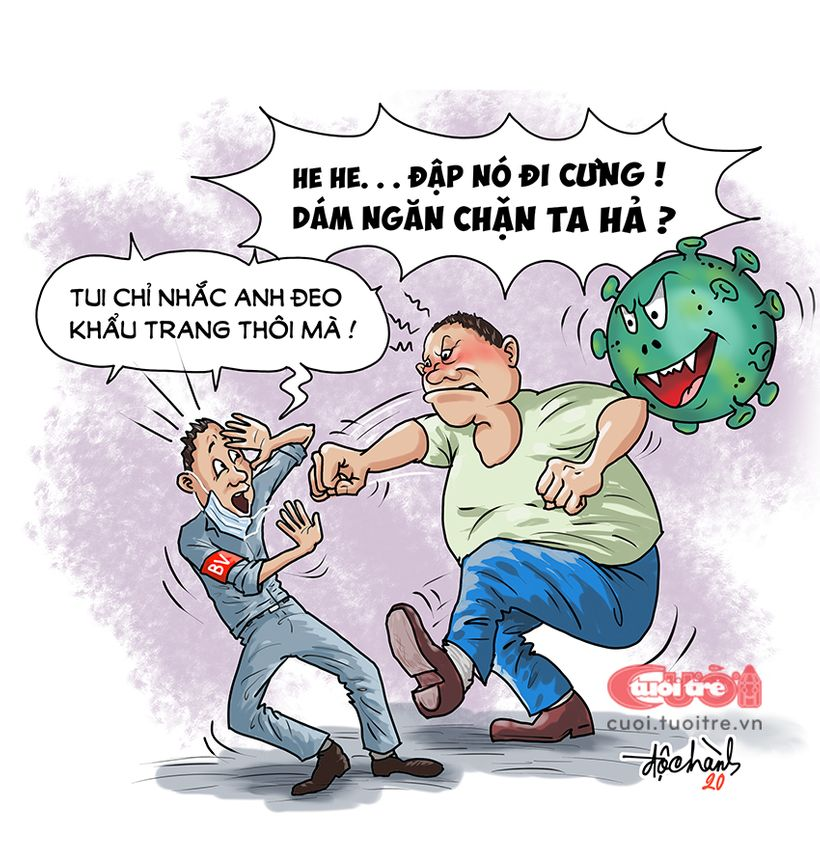 HE HE... ĐẬP NÓ ĐI CƯNG !
DÁM NGĂN CHẶN TA HẢ ?
TUI CHỈ NHẮC ANH ĐEO
KHẨU TRANG THÔI MÀ !
BV
tuổi trẻ CƯỜI
cuoi.tuoitre.vn
ĐỘC HÀNH
20